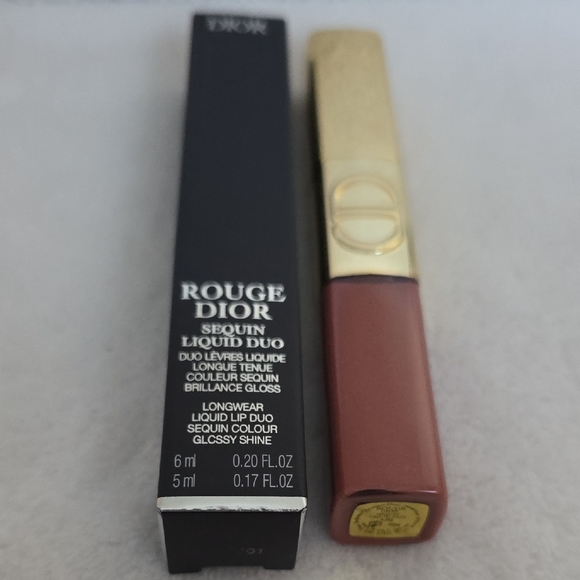 DIOR
ROUGE
DIOR
SEQUIN
LIQUID DUO
DUO LÈVRES LIQUIDE
LONGUE TENUE
COULEUR SEQUIN
BRILLANCE GLOSS
LONGWEAR
LIQUID LIP DUO
SEQUIN COLOUR
GLOSSY SHINE
6 ml 0.20 FL.OZ
5 ml 0.17 FL.OZ